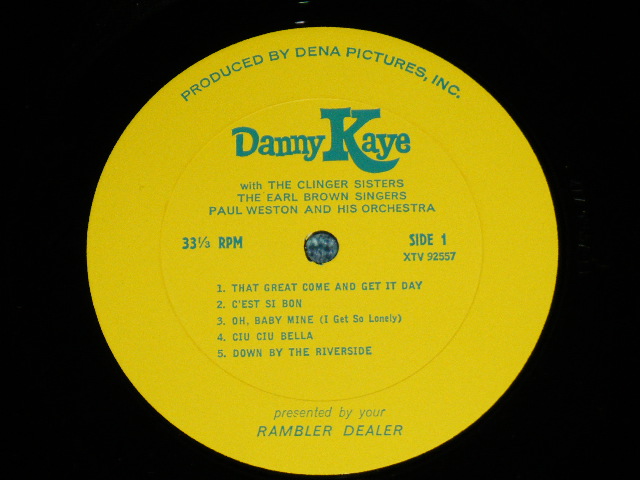 PRODUCED BY DENA PICTURES, INC.
Danny Kaye
with THE CLINGER SISTERS
THE EARL BROWN SINGERS
PAUL WESTON AND HIS ORCHESTRA
33⅓ RPM
SIDE 1
XTV 92557
1. THAT GREAT COME AND GET IT DAY
2. C'EST SI BON
3. OH, BABY MINE (I Get So Lonely)
4. CIU CIU BELLA
5. DOWN BY THE RIVERSIDE
presented by your
RAMBLER DEALER